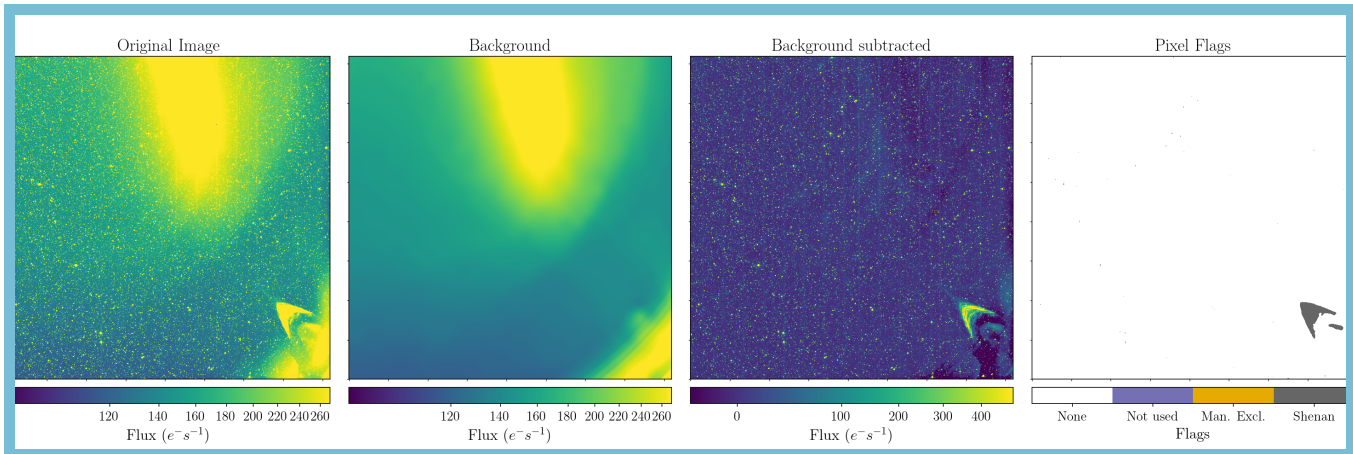 Original Image
Background
Background subtracted
Pixel Flags
120 140 160 180 200 220 240 260
120 140 160 180 200 220 240 260
0 100 200 300 400
None Not used Man. Excl. Shenan
Flux (e⁻s⁻¹)
Flux (e⁻s⁻¹)
Flux (e⁻s⁻¹)
Flags